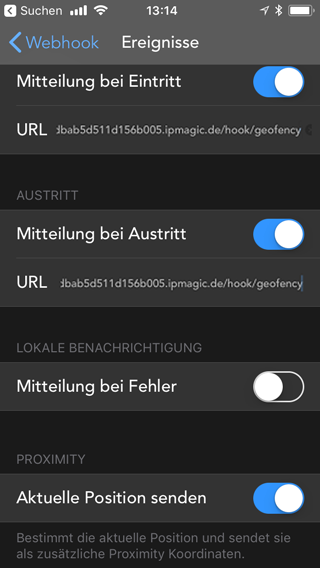 Suchen 13:14
Webhook Ereignisse
Mitteilung bei Eintritt
URL dbab5d511d156b005.ipmagic.de/hook/geofency
AUSTRITT
Mitteilung bei Austritt
URL dbab5d511d156b005.ipmagic.de/hook/geofency
LOKALE BENACHRICHTIGUNG
Mitteilung bei Fehler
PROXIMITY
Aktuelle Position senden
Bestimmt die aktuelle Position und sendet sie
als zusätzliche Proximity Koordinaten.